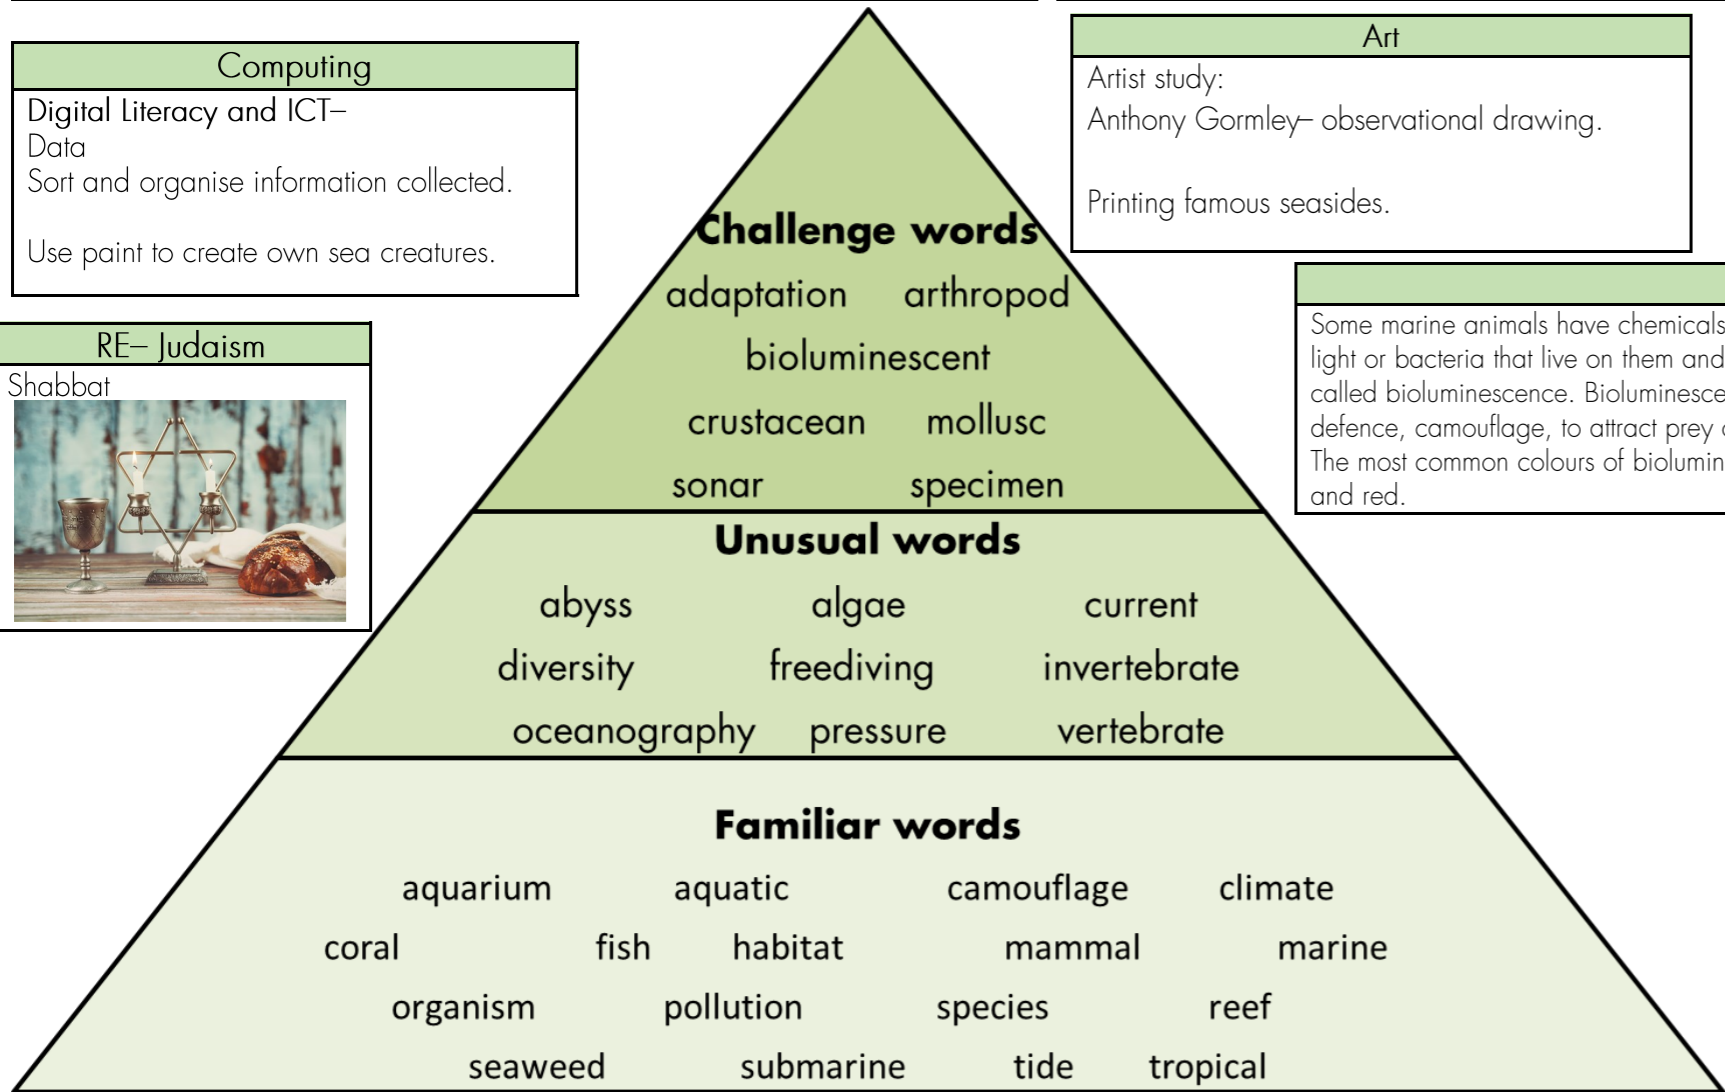 Computing
Digital Literacy and ICT–
Data
Sort and organise information collected.
Use paint to create own sea creatures.
RE– Judaism
Shabbat
Art
Artist study:
Anthony Gormley– observational drawing.
Printing famous seasides.
Some marine animals have chemicals
light or bacteria that live on them and
called bioluminescence. Bioluminesce
defence, camouflage, to attract prey
The most common colours of biolumin
and red.
Challenge words
adaptation arthropod
bioluminescent
crustacean mollusc
sonar specimen
Unusual words
abyss algae current
diversity freediving invertebrate
oceanography pressure vertebrate
Familiar words
aquarium aquatic camouflage climate
coral fish habitat mammal marine
organism pollution species reef
seaweed submarine tide tropical